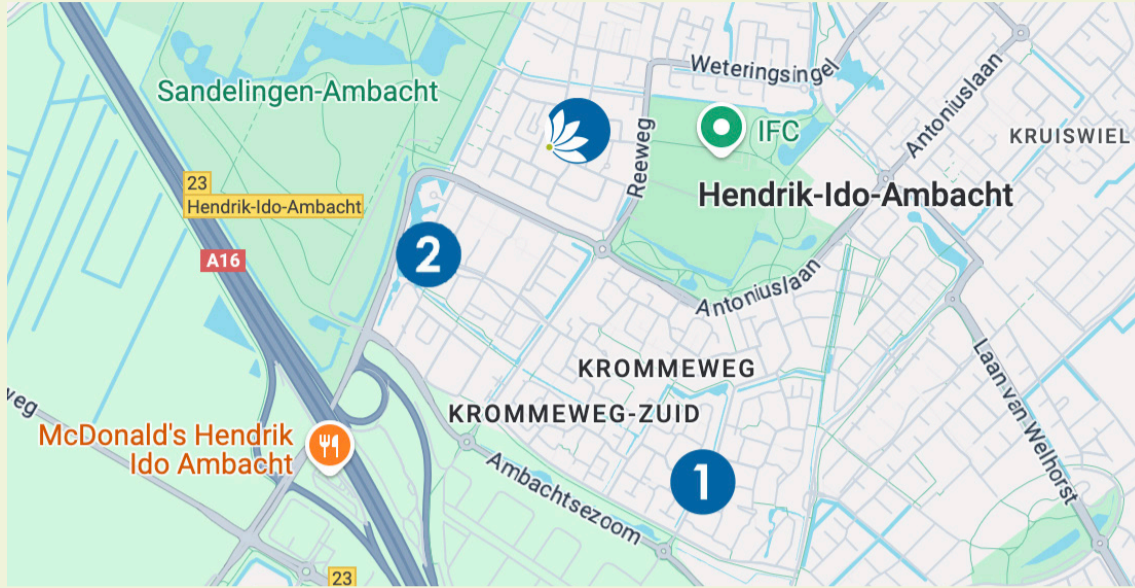 Weteringsingel
Sandelingen-Ambacht
Antoniuslaan
IFC
KRUISWIEL
Reeweg
23
Hendrik-Ido-Ambacht
Hendrik-Ido-Ambacht
A16
2
Antoniuslaan
KROMMEWEG
Laan van Welhorst
weg
KROMMEWEG-ZUID
McDonald's Hendrik
Ido Ambacht
1
Ambachtsezoom
23